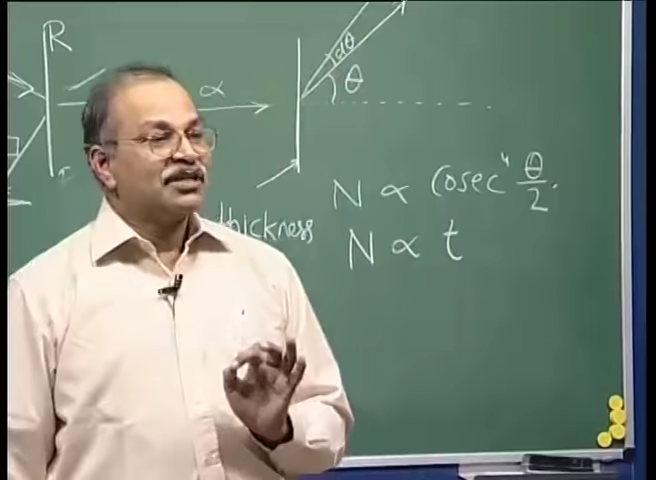 R
α
dθ
θ
thickness
N ∝ Cosec⁴ θ/2.
N ∝ t